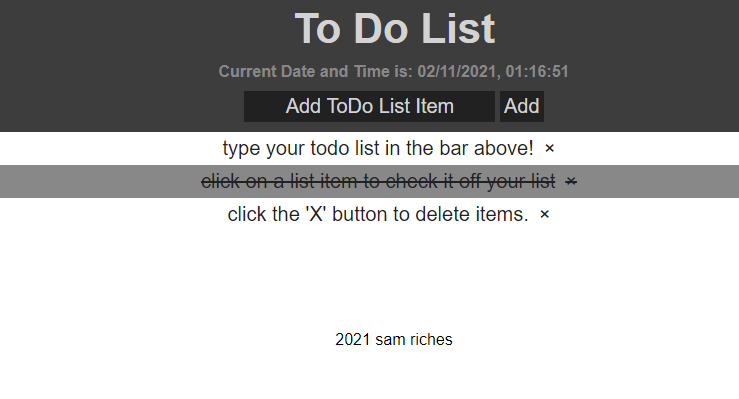 To Do List
Current Date and Time is: 02/11/2021, 01:16:51
Add ToDo List Item Add
type your todo list in the bar above! ×
click on a list item to check it off your list ×
click the 'X' button to delete items. ×
2021 sam riches